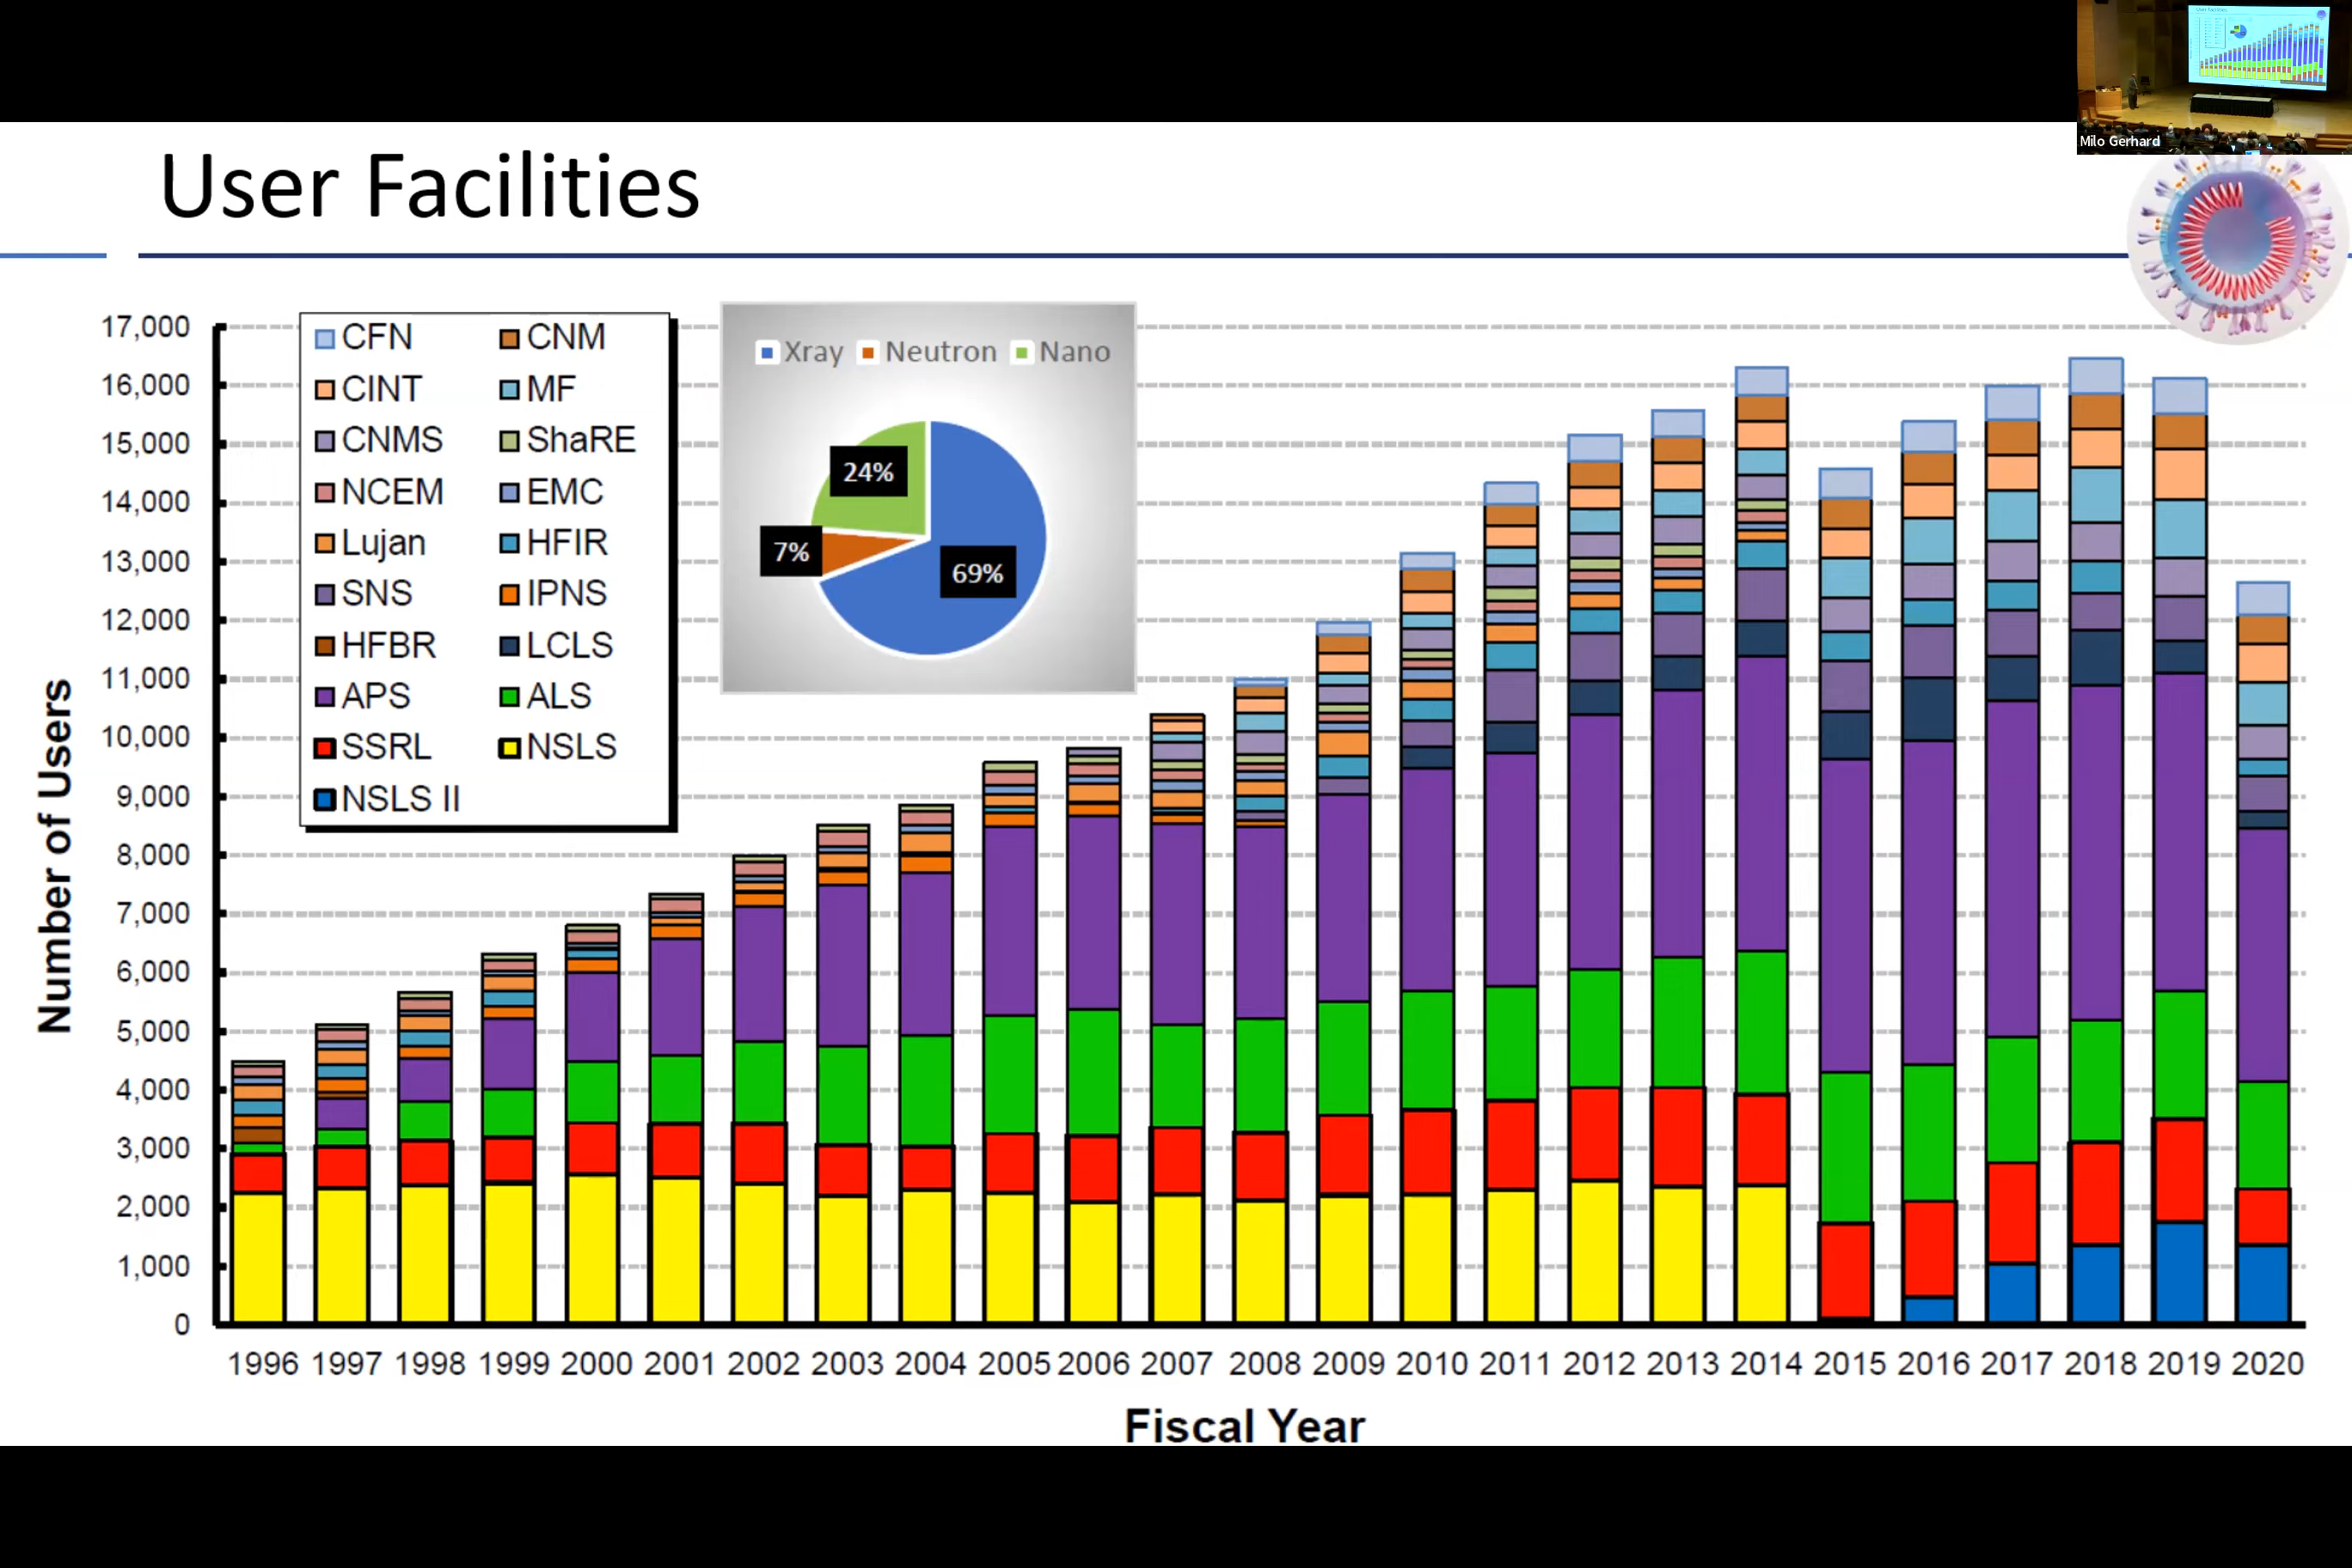 Milo Gerhard
User Facilities
17,000
16,000
15,000
14,000
13,000
12,000
11,000
10,000
9,000
8,000
7,000
6,000
5,000
4,000
3,000
2,000
1,000
0
Number of Users
CFN CNM
CINT MF
CNMS ShaRE
NCEM EMC
Lujan HFIR
SNS IPNS
HFBR LCLS
APS ALS
SSRL NSLS
NSLS II
Xray Neutron Nano
24%
7%
69%
1996 1997 1998 1999 2000 2001 2002 2003 2004 2005 2006 2007 2008 2009 2010 2011 2012 2013 2014 2015 2016 2017 2018 2019 2020
Fiscal Year